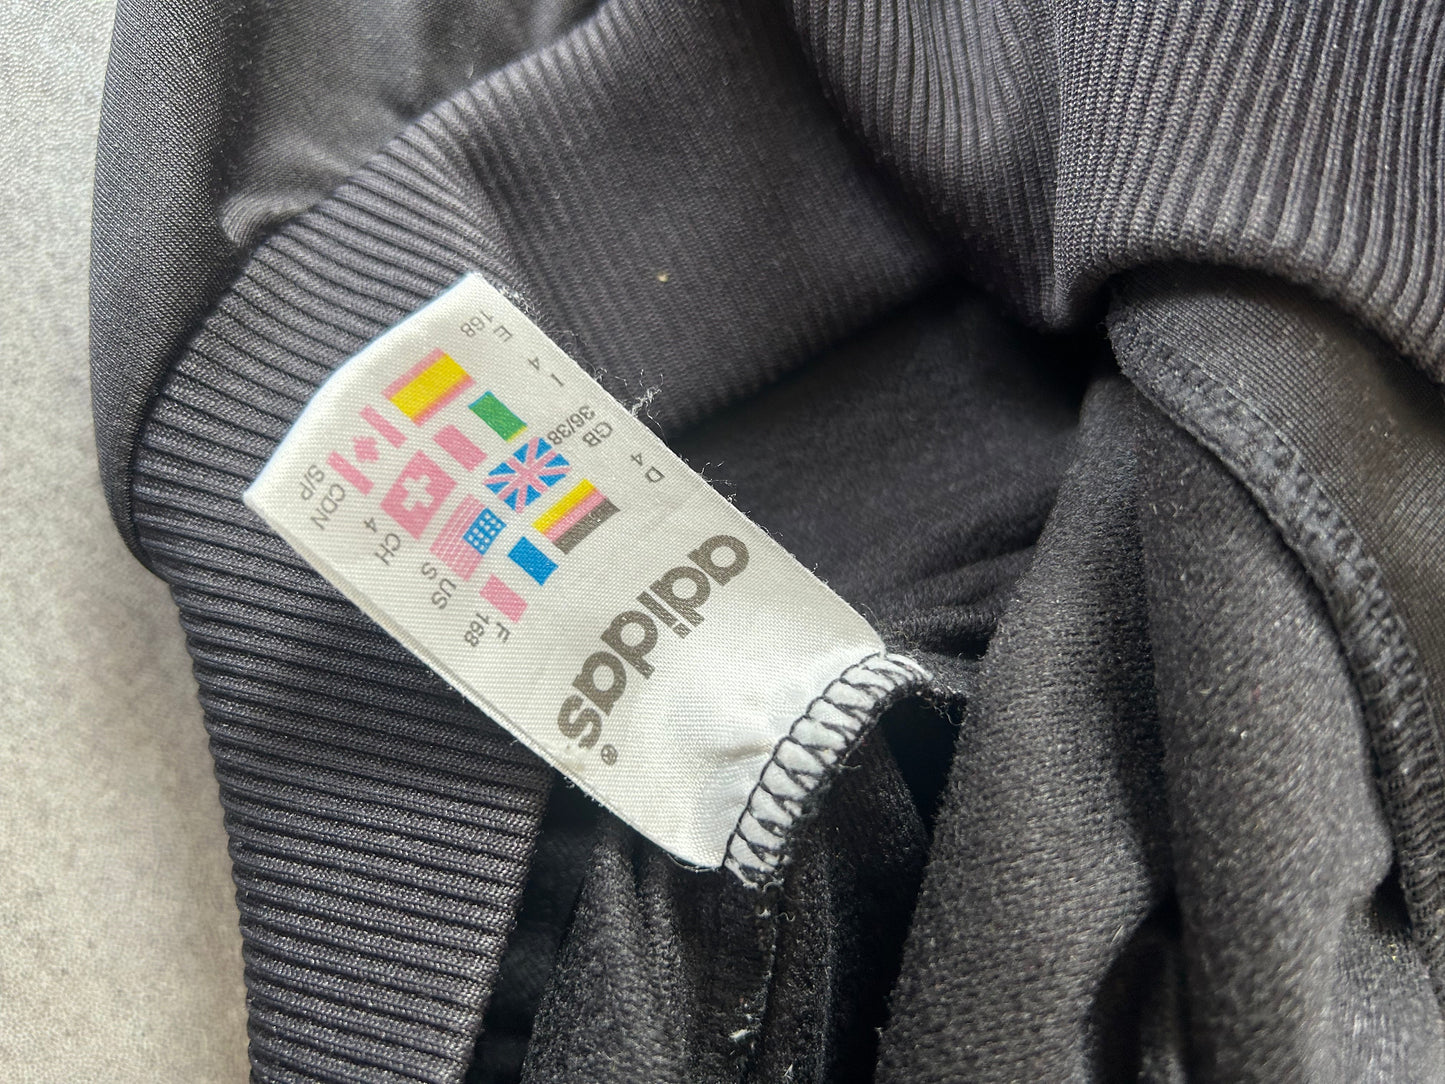 adidas®
D GB I E
4 36/38 4 168
F US CH CDN
168 S 4 S/P